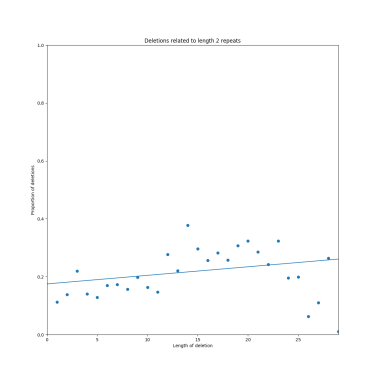 Deletions related to length 2 repeats
1.0
0.8
0.6
0.4
0.2
0.0
Proportion of deletions
0 5 10 15 20 25
Length of deletion